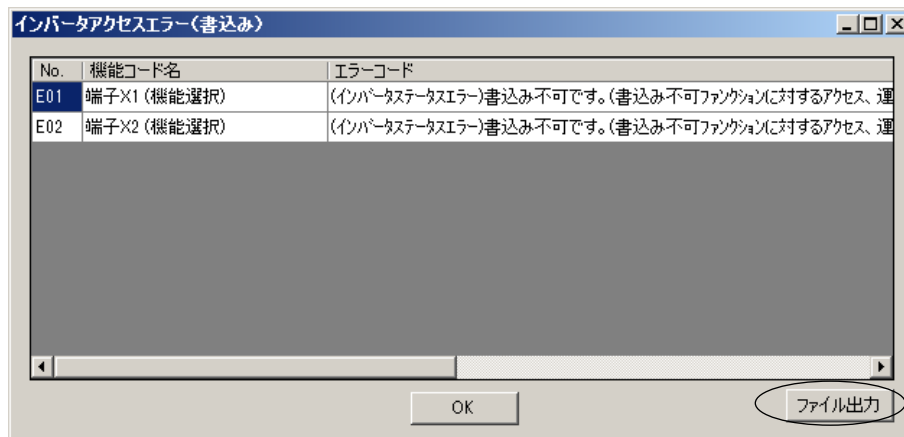 インバータアクセスエラー(書込み)
No. 機能コード名 エラーコード
E01 端子X1 (機能選択) (インバータステータスエラー)書込み不可です。(書込み不可ファンクションに対するアクセス、運
E02 端子X2 (機能選択) (インバータステータスエラー)書込み不可です。(書込み不可ファンクションに対するアクセス、運
OK ファイル出力